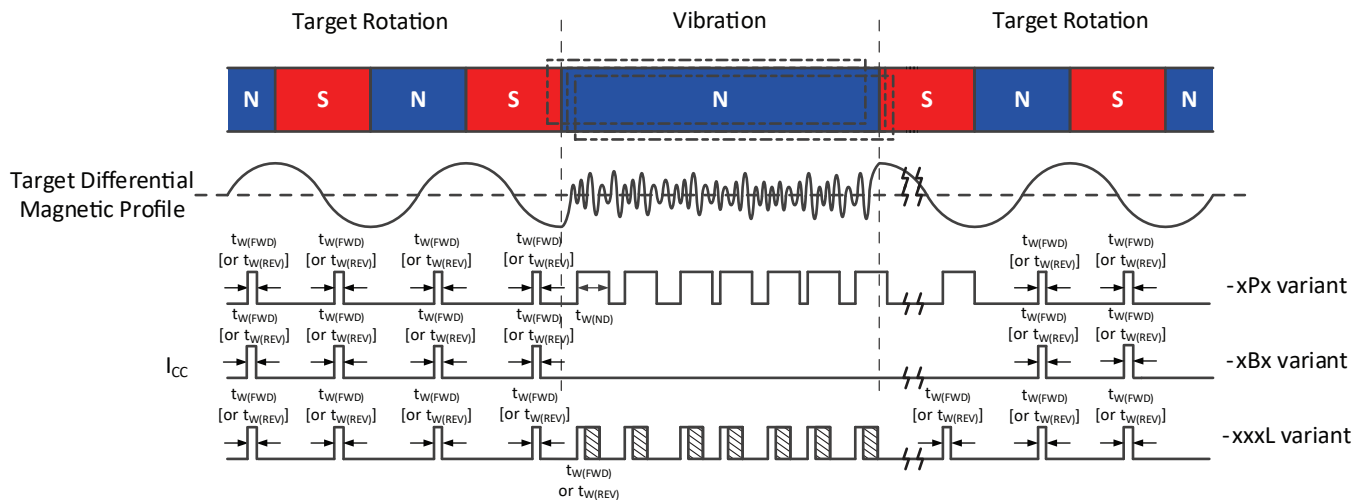 Target Rotation
Vibration
Target Rotation
N
S
N
S
N
S
N
S
N
Target Differential
Magnetic Profile
tW(FWD)
[or tW(REV)]
tW(FWD)
[or tW(REV)]
tW(FWD)
[or tW(REV)]
tW(FWD)
[or tW(REV)]
tW(FWD)
[or tW(REV)]
tW(FWD)
[or tW(REV)]
-xPx variant
tW(ND)
tW(FWD)
[or tW(REV)]
tW(FWD)
[or tW(REV)]
tW(FWD)
[or tW(REV)]
tW(FWD)
[or tW(REV)]
tW(FWD)
[or tW(REV)]
tW(FWD)
[or tW(REV)]
-xBx variant
ICC
tW(FWD)
[or tW(REV)]
tW(FWD)
[or tW(REV)]
tW(FWD)
[or tW(REV)]
tW(FWD)
[or tW(REV)]
tW(FWD)
[or tW(REV)]
tW(FWD)
[or tW(REV)]
tW(FWD)
[or tW(REV)]
-xxxL variant
tW(FWD)
or tW(REV)